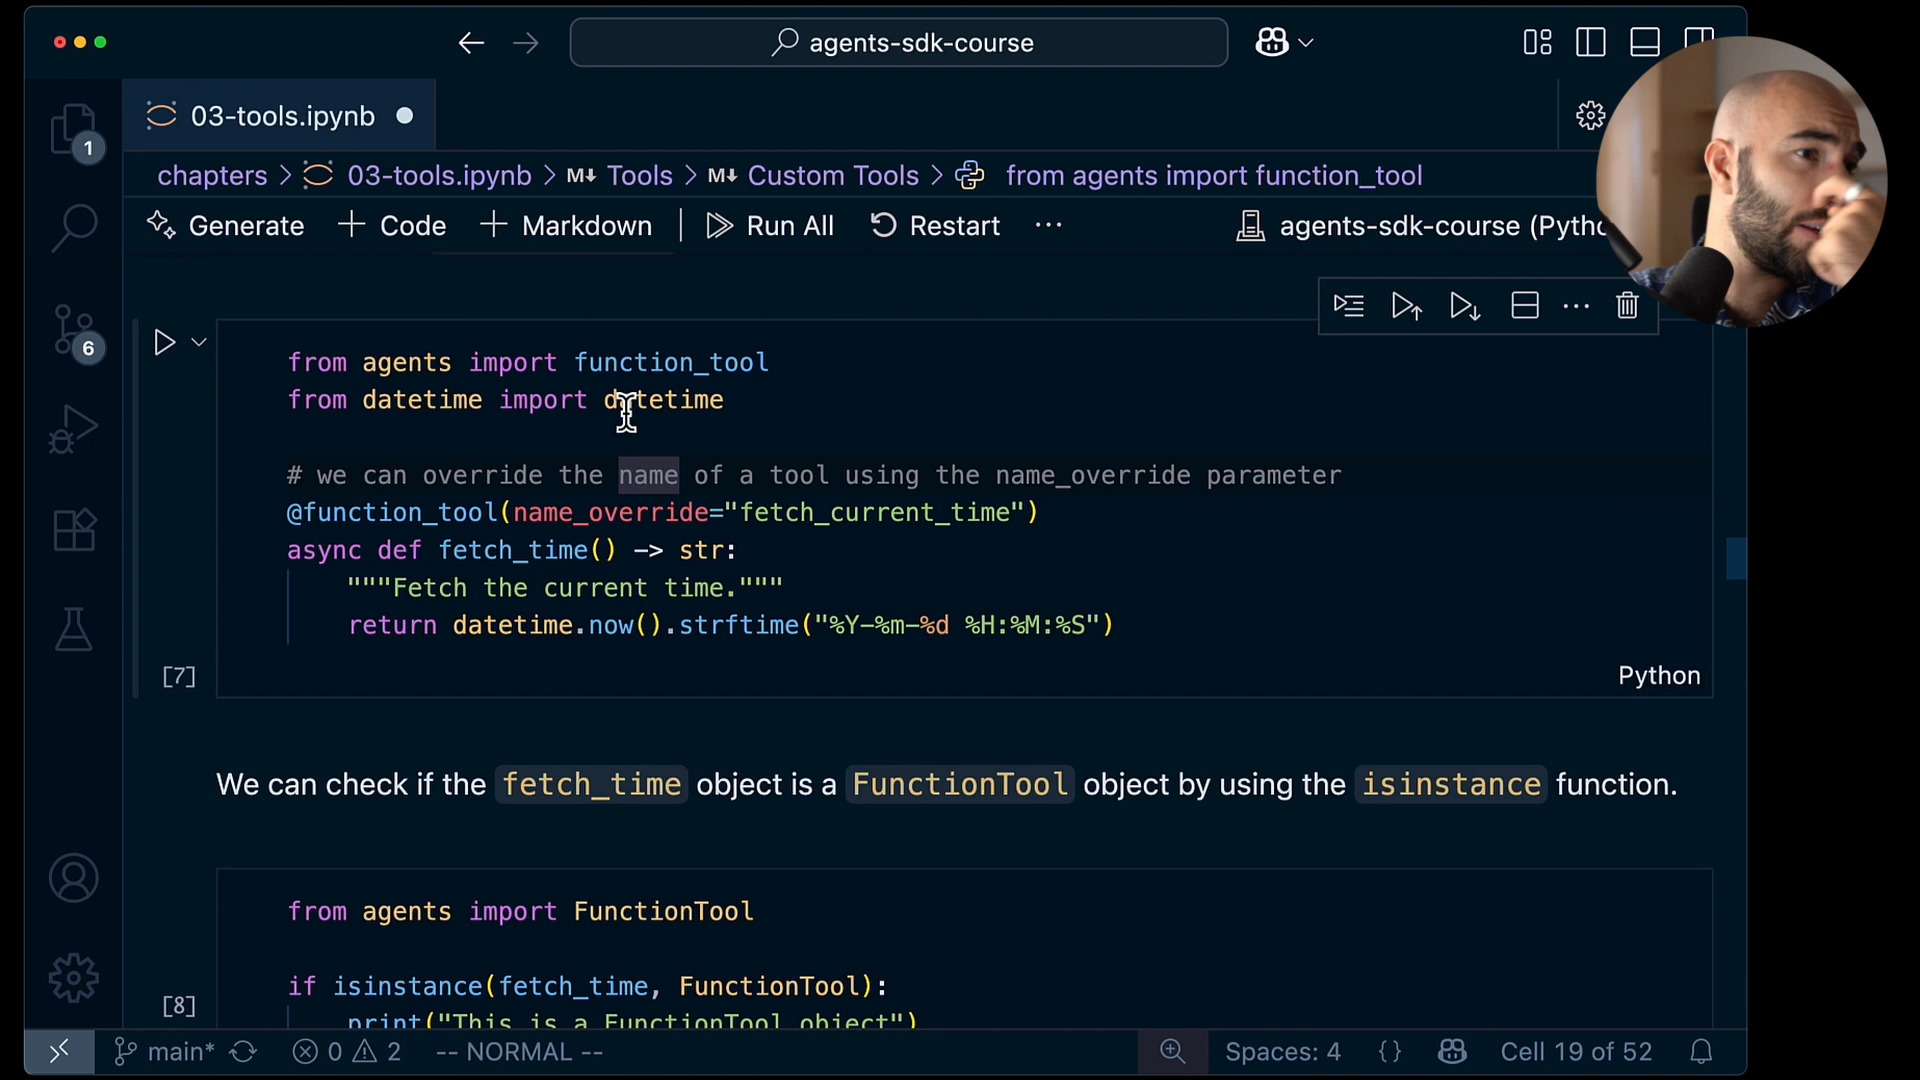 agents-sdk-course
03-tools.ipynb
1
chapters > 03-tools.ipynb > M↓ Tools > M↓ Custom Tools > from agents import function_tool
Generate + Code + Markdown | Run All Restart ··· agents-sdk-course (Pytho
6
from agents import function_tool
from datetime import datetime
# we can override the name of a tool using the name_override parameter
@function_tool(name_override="fetch_current_time")
async def fetch_time() -> str:
"""Fetch the current time."""
return datetime.now().strftime("%Y-%m-%d %H:%M:%S")
[7]
Python
We can check if the fetch_time object is a FunctionTool object by using the isinstance function.
from agents import FunctionTool
if isinstance(fetch_time, FunctionTool):
[8]
print("This is a FunctionTool object")
main* 0 2 -- NORMAL -- Spaces: 4 {} Cell 19 of 52